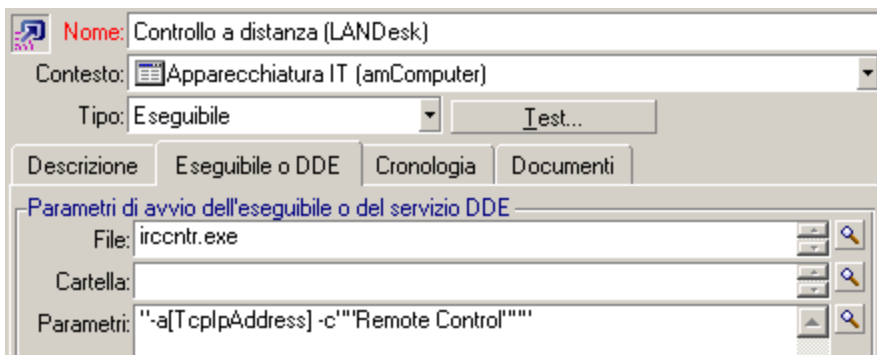 Nome: Controllo a distanza (LANDesk)
Contesto: Apparecchiatura IT (amComputer)
Tipo: Eseguibile Test...
Descrizione Eseguibile o DDE Cronologia Documenti
Parametri di avvio dell'eseguibile o del servizio DDE
File: irccntr.exe
Cartella:
Parametri: "-a[TcpIpAddress] -c""Remote Control"""